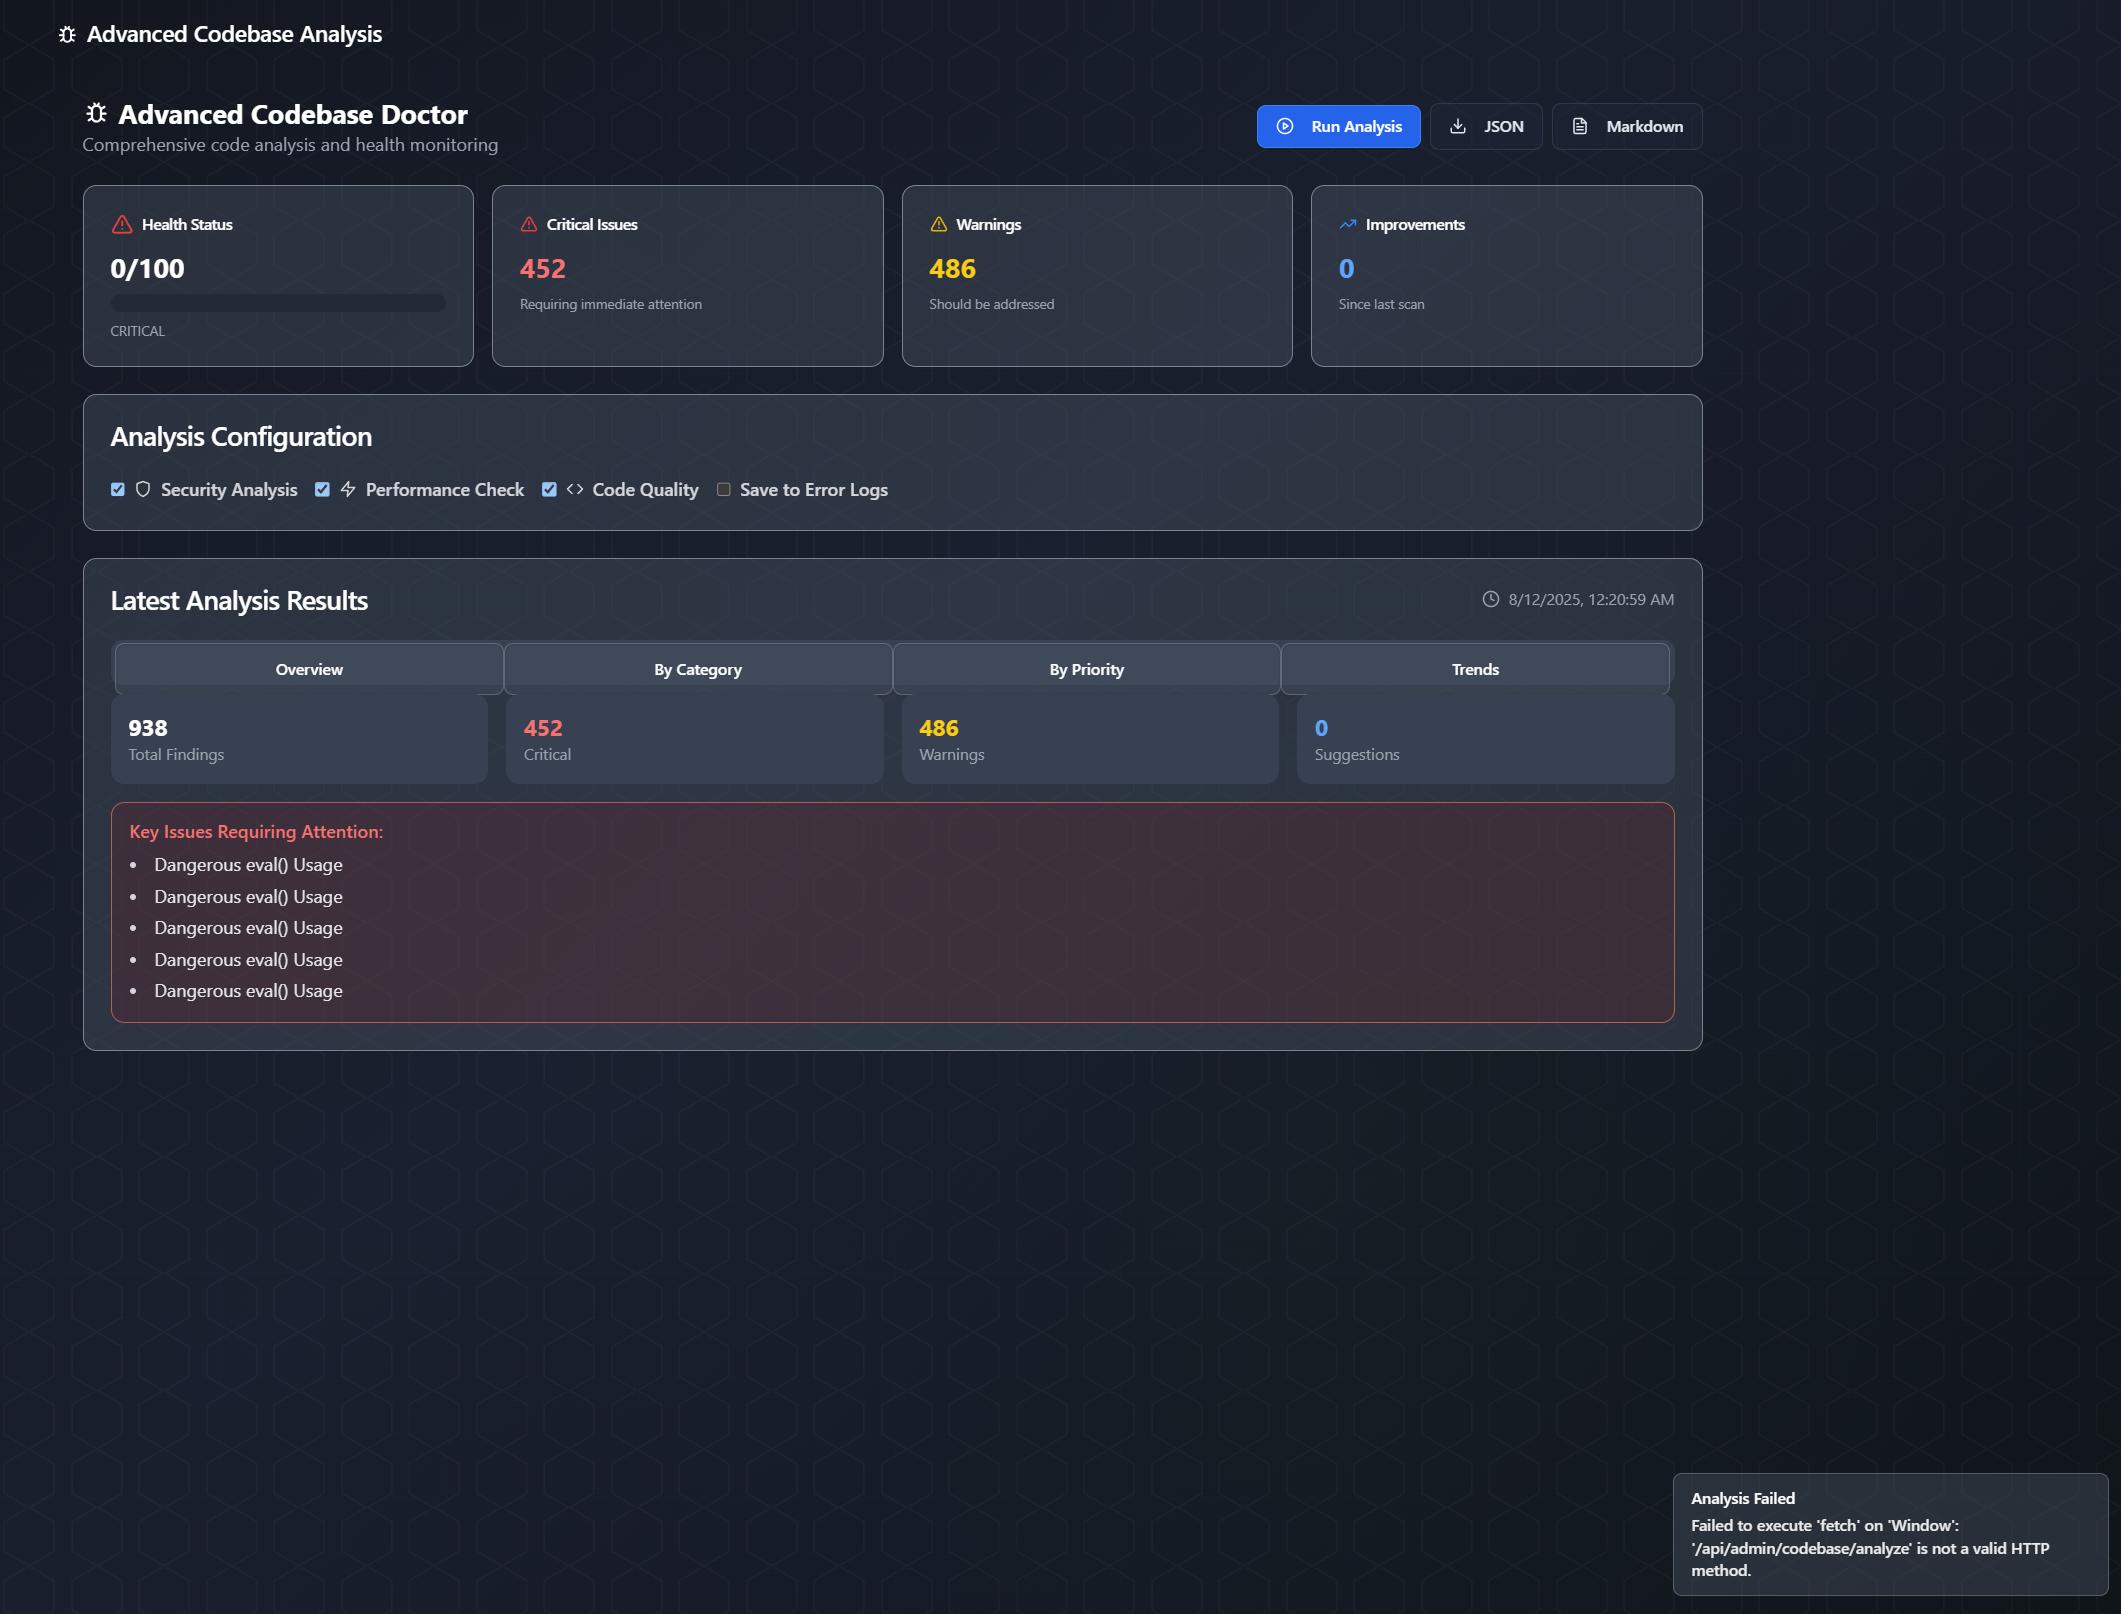 Advanced Codebase Analysis
Advanced Codebase Doctor
Comprehensive code analysis and health monitoring
Run Analysis
JSON
Markdown
Health Status
0/100
CRITICAL
Critical Issues
452
Requiring immediate attention
Warnings
486
Should be addressed
Improvements
0
Since last scan
Analysis Configuration
Security Analysis
Performance Check
Code Quality
Save to Error Logs
Latest Analysis Results
8/12/2025, 12:20:59 AM
Overview
By Category
By Priority
Trends
938
Total Findings
452
Critical
486
Warnings
0
Suggestions
Key Issues Requiring Attention:
• Dangerous eval() Usage
• Dangerous eval() Usage
• Dangerous eval() Usage
• Dangerous eval() Usage
• Dangerous eval() Usage
Analysis Failed
Failed to execute 'fetch' on 'Window':
'/api/admin/codebase/analyze' is not a valid HTTP
method.